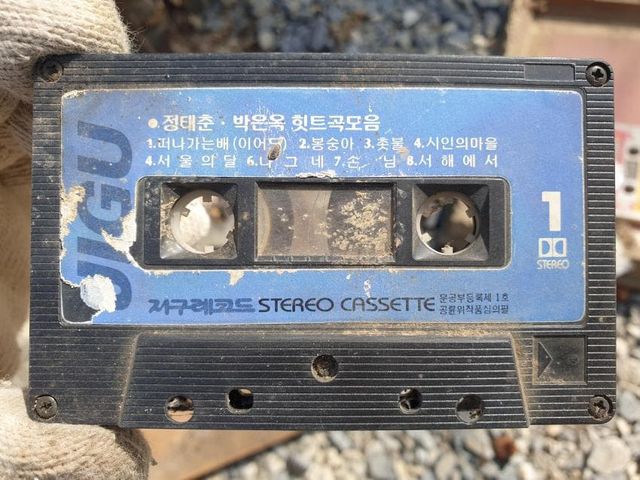 JIGU
●정태춘·박은옥 힛트곡모음
1.떠나가는배(이어도) 2.봉숭아 3.촛불 4.시인의마을
4.서울의달 6.나그네 7.손님 8.서해에서
1
DOLBY STEREO
지구레코드 STEREO CASSETTE 문공부등록제1호
공륜위작품심의필